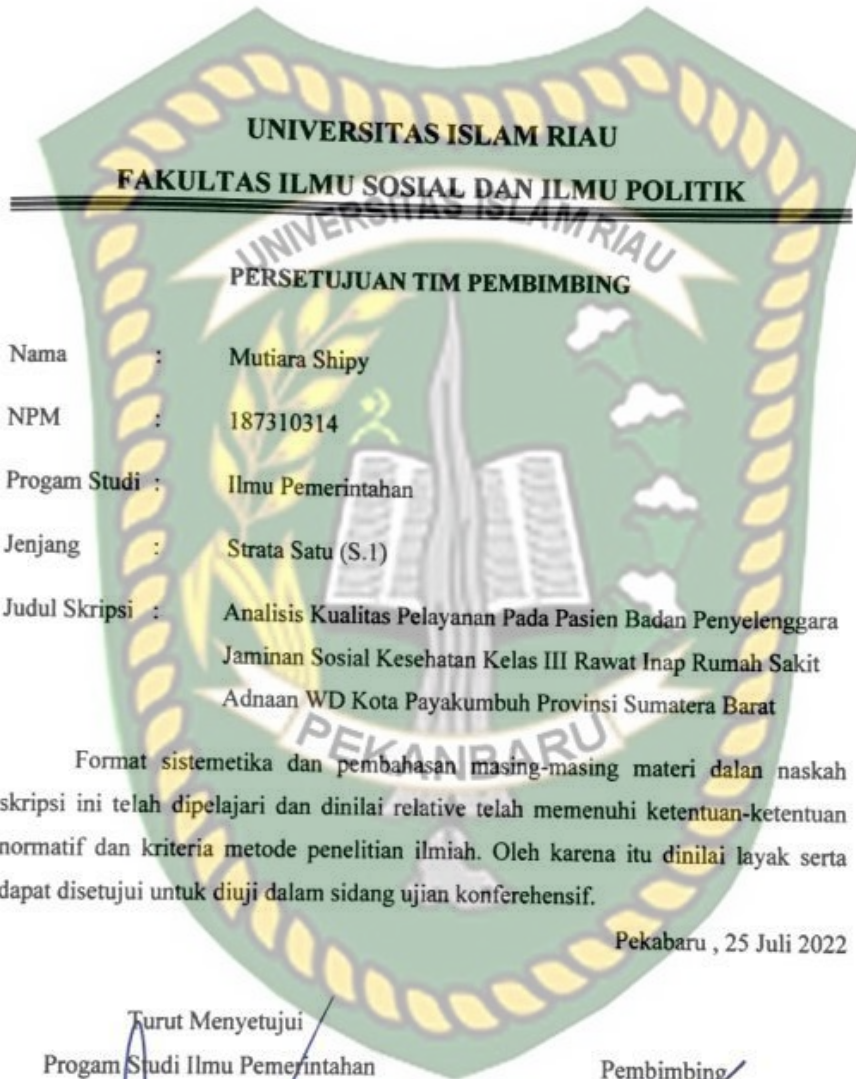 UNIVERSITAS ISLAM RIAU
FAKULTAS ILMU SOSIAL DAN ILMU POLITIK
UNIVERSITAS ISLAM RIAU
PERSETUJUAN TIM PEMBIMBING
Nama : Mutiara Shipy
NPM : 187310314
Progam Studi : Ilmu Pemerintahan
Jenjang : Strata Satu (S.1)
Judul Skripsi : Analisis Kualitas Pelayanan Pada Pasien Badan Penyelenggara
Jaminan Sosial Kesehatan Kelas III Rawat Inap Rumah Sakit
Adnaan WD Kota Payakumbuh Provinsi Sumatera Barat
PEKANBARU
Format sistemetika dan pembahasan masing-masing materi dalan naskah
skripsi ini telah dipelajari dan dinilai relative telah memenuhi ketentuan-ketentuan
normatif dan kriteria metode penelitian ilmiah. Oleh karena itu dinilai layak serta
dapat disetujui untuk diuji dalam sidang ujian konferehensif.
Pekabaru , 25 Juli 2022
Turut Menyetujui
Progam Studi Ilmu Pemerintahan
Pembimbing